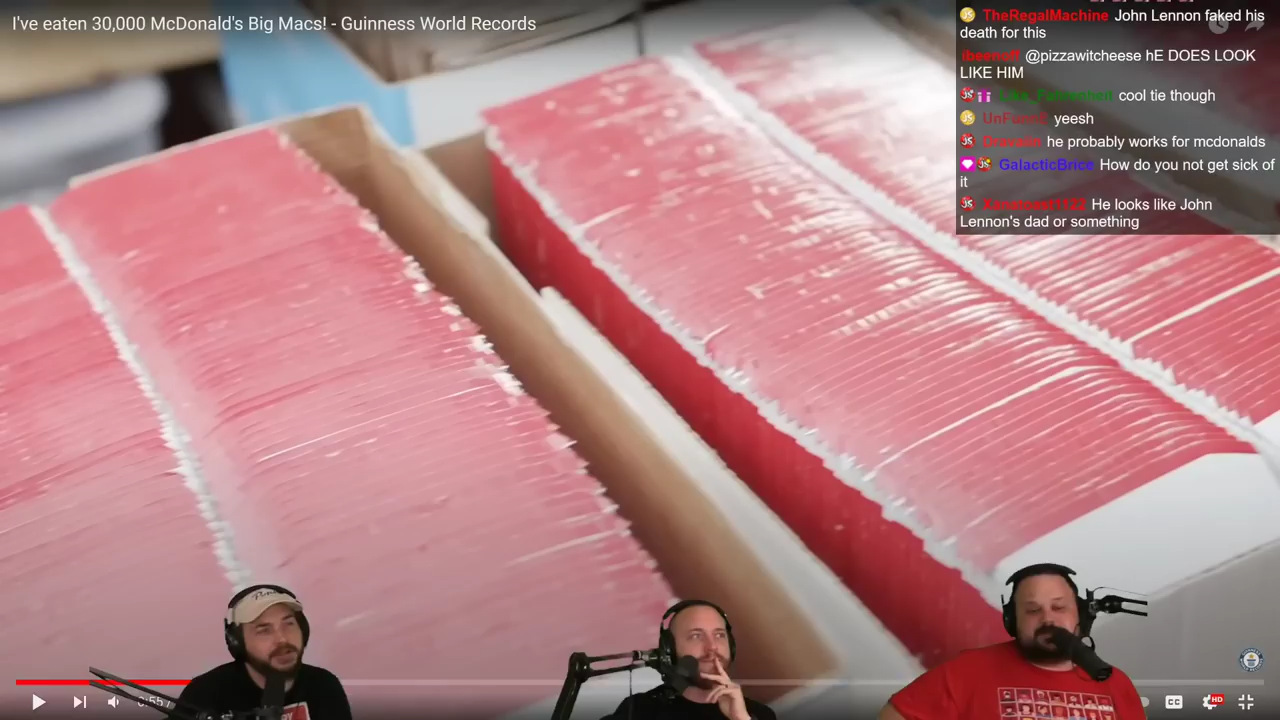 I've eaten 30,000 McDonald's Big Macs! - Guinness World Records
TheRegalMachine John Lennon faked his
death for this
@pizzawitcheese hE DOES LOOK
LIKE HIM
cool tie though
yeesh
he probably works for mcdonalds
GalacticBrice How do you not get sick of
it
He looks like John
Lennon's dad or something
CC
HD